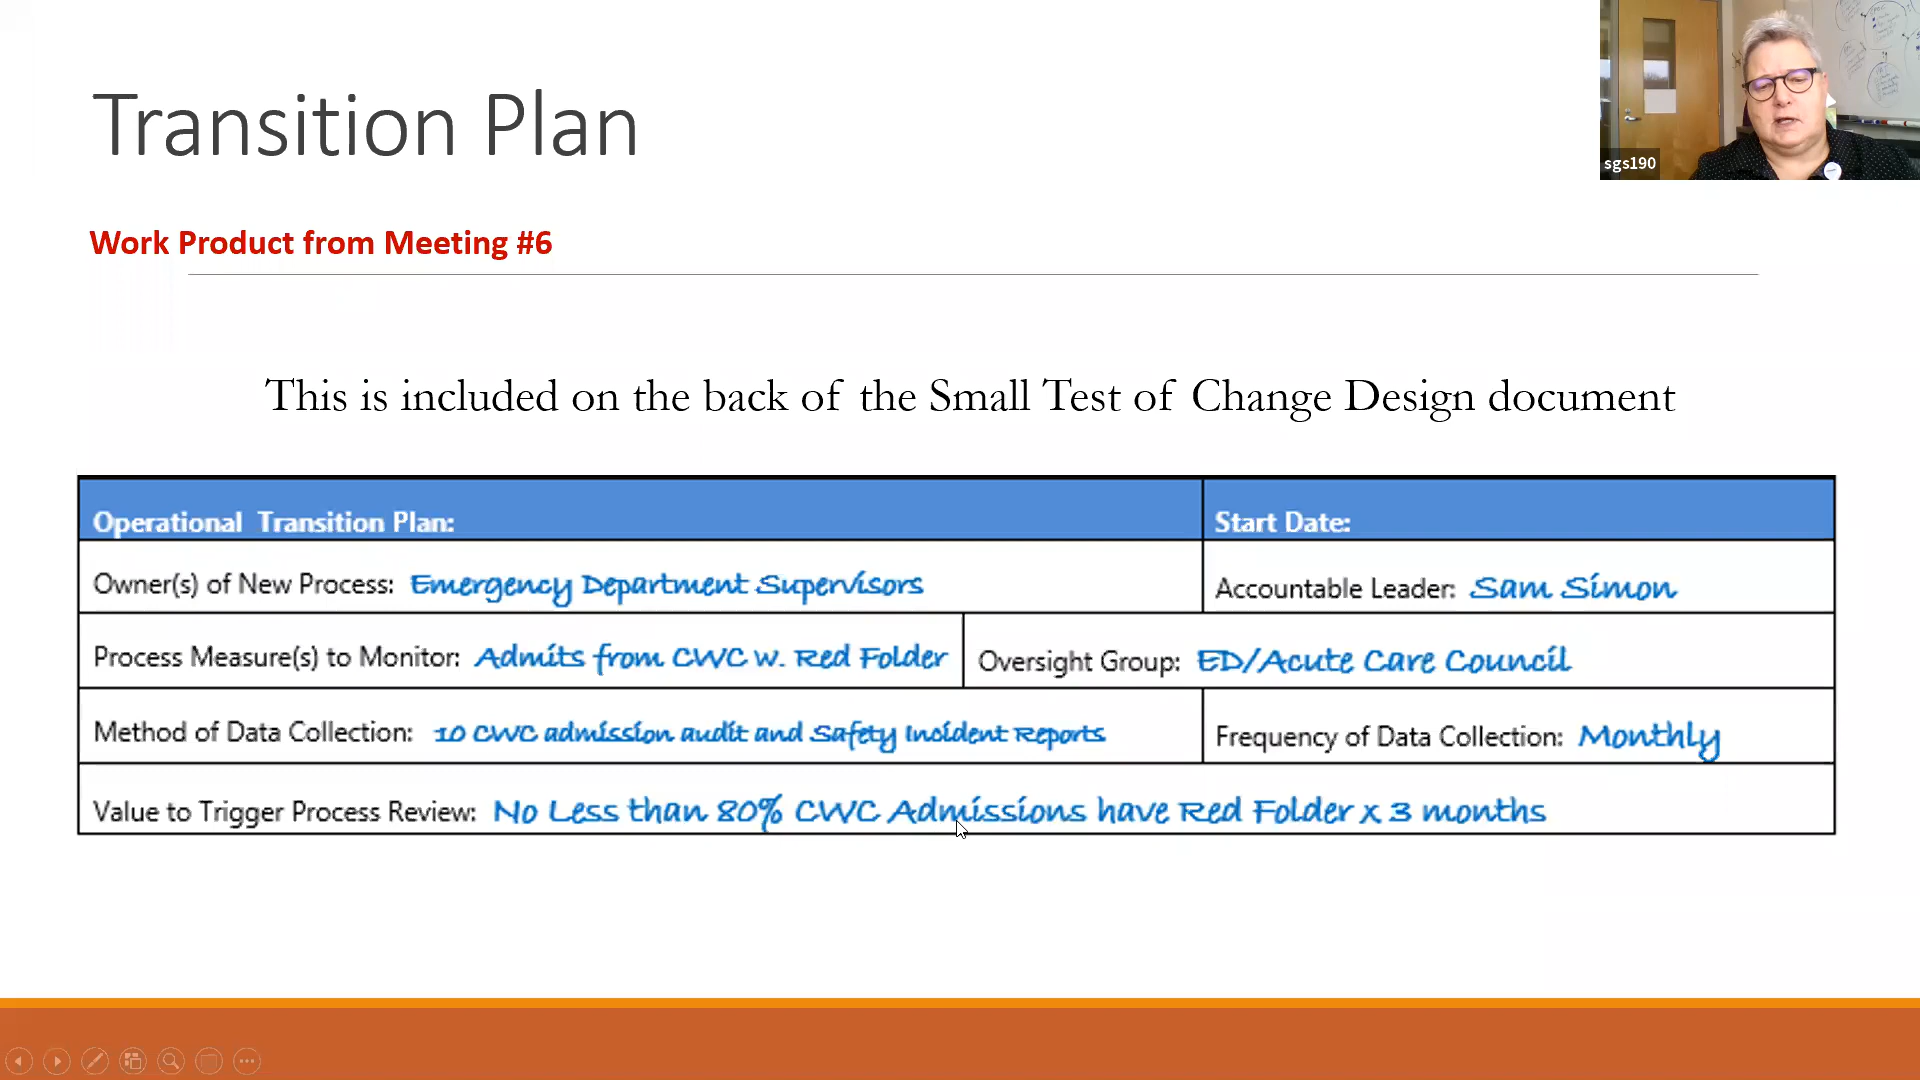 Transition Plan
sgs190
Work Product from Meeting #6
This is included on the back of the Small Test of Change Design document
Operational Transition Plan: Start Date:
Owner(s) of New Process: Emergency Department Supervisors Accountable Leader: Sam Simon
Process Measure(s) to Monitor: Admits from CWC w. Red Folder Oversight Group: ED/Acute Care Council
Method of Data Collection: 10 CWC admission audit and Safety Incident Reports Frequency of Data Collection: Monthly
Value to Trigger Process Review: No Less than 80% CWC Admissions have Red Folder x 3 months